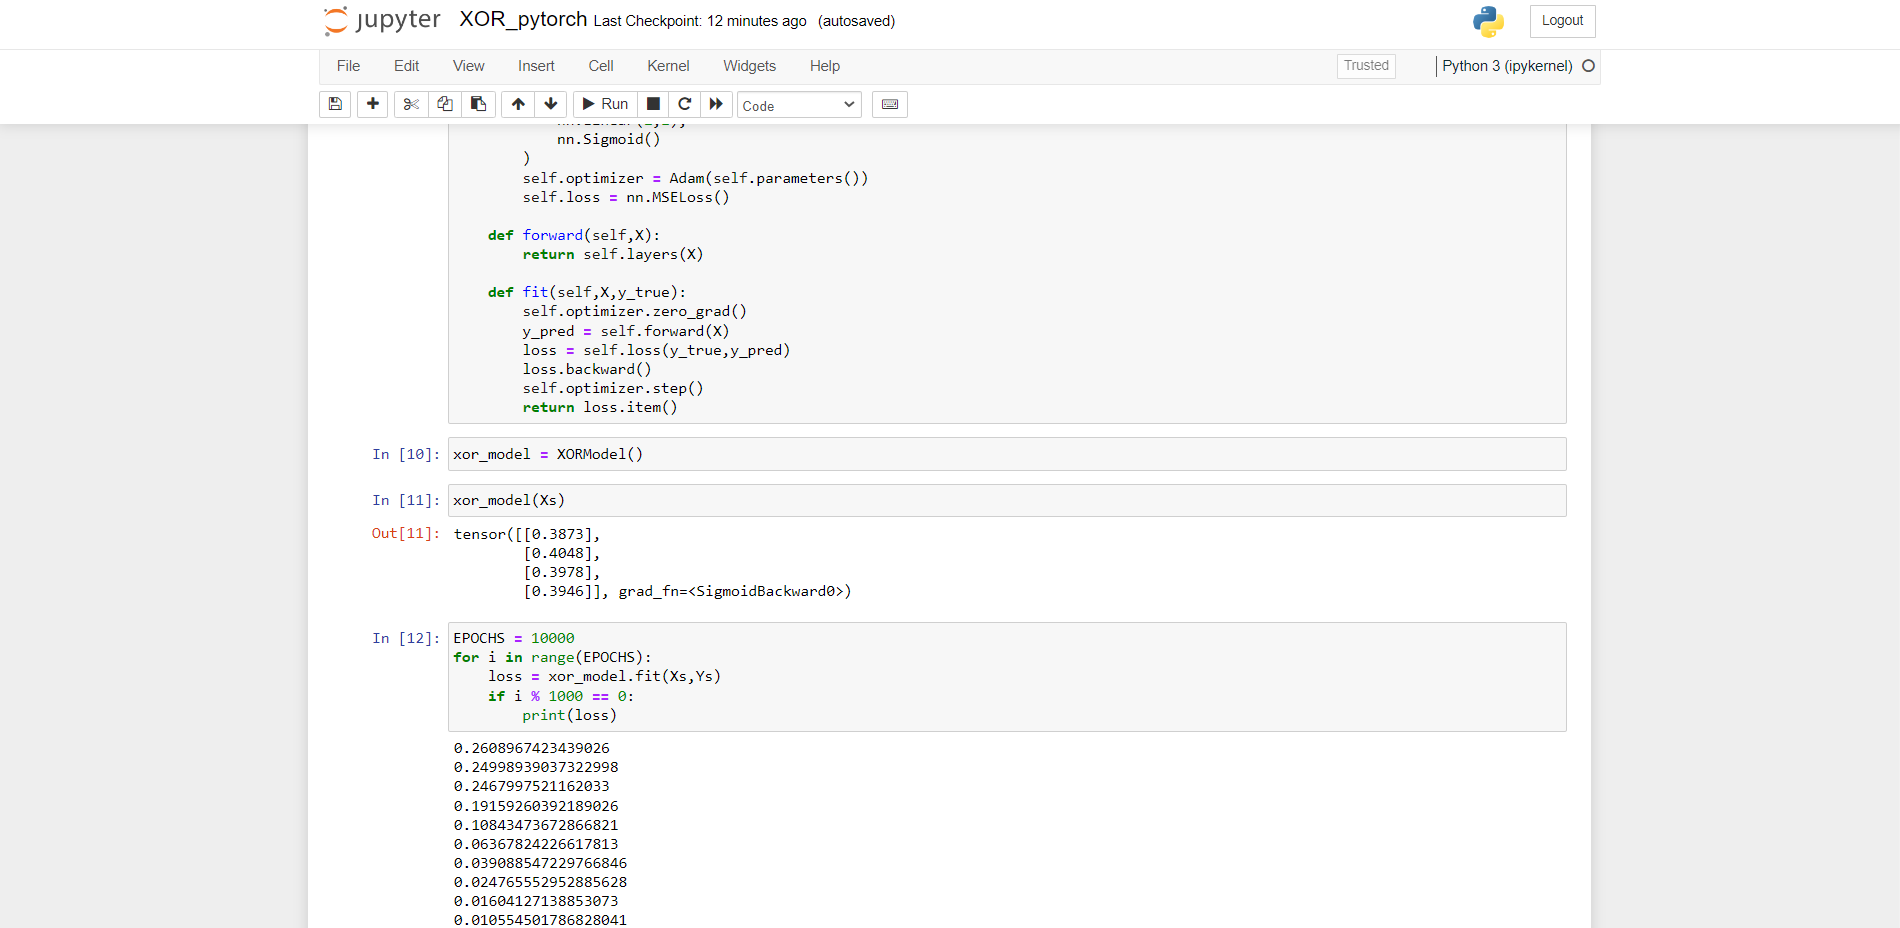 jupyter XOR_pytorch Last Checkpoint: 12 minutes ago (autosaved) Logout
File Edit View Insert Cell Kernel Widgets Help Trusted Python 3 (ipykernel)
Run Code
nn.Sigmoid()
)
self.optimizer = Adam(self.parameters())
self.loss = nn.MSELoss()
def forward(self,X):
return self.layers(X)
def fit(self,X,y_true):
self.optimizer.zero_grad()
y_pred = self.forward(X)
loss = self.loss(y_true,y_pred)
loss.backward()
self.optimizer.step()
return loss.item()
In [10]: xor_model = XORModel()
In [11]: xor_model(Xs)
Out[11]: tensor([[0.3873],
[0.4048],
[0.3978],
[0.3946]], grad_fn=<SigmoidBackward0>)
In [12]: EPOCHS = 10000
for i in range(EPOCHS):
loss = xor_model.fit(Xs,Ys)
if i % 1000 == 0:
print(loss)
0.2608967423439026
0.24998939037322998
0.2467997521162033
0.19159260392189026
0.10843473672866821
0.06367824226617813
0.039088547229766846
0.024765552952885628
0.01604127138853073
0.010554501786828041